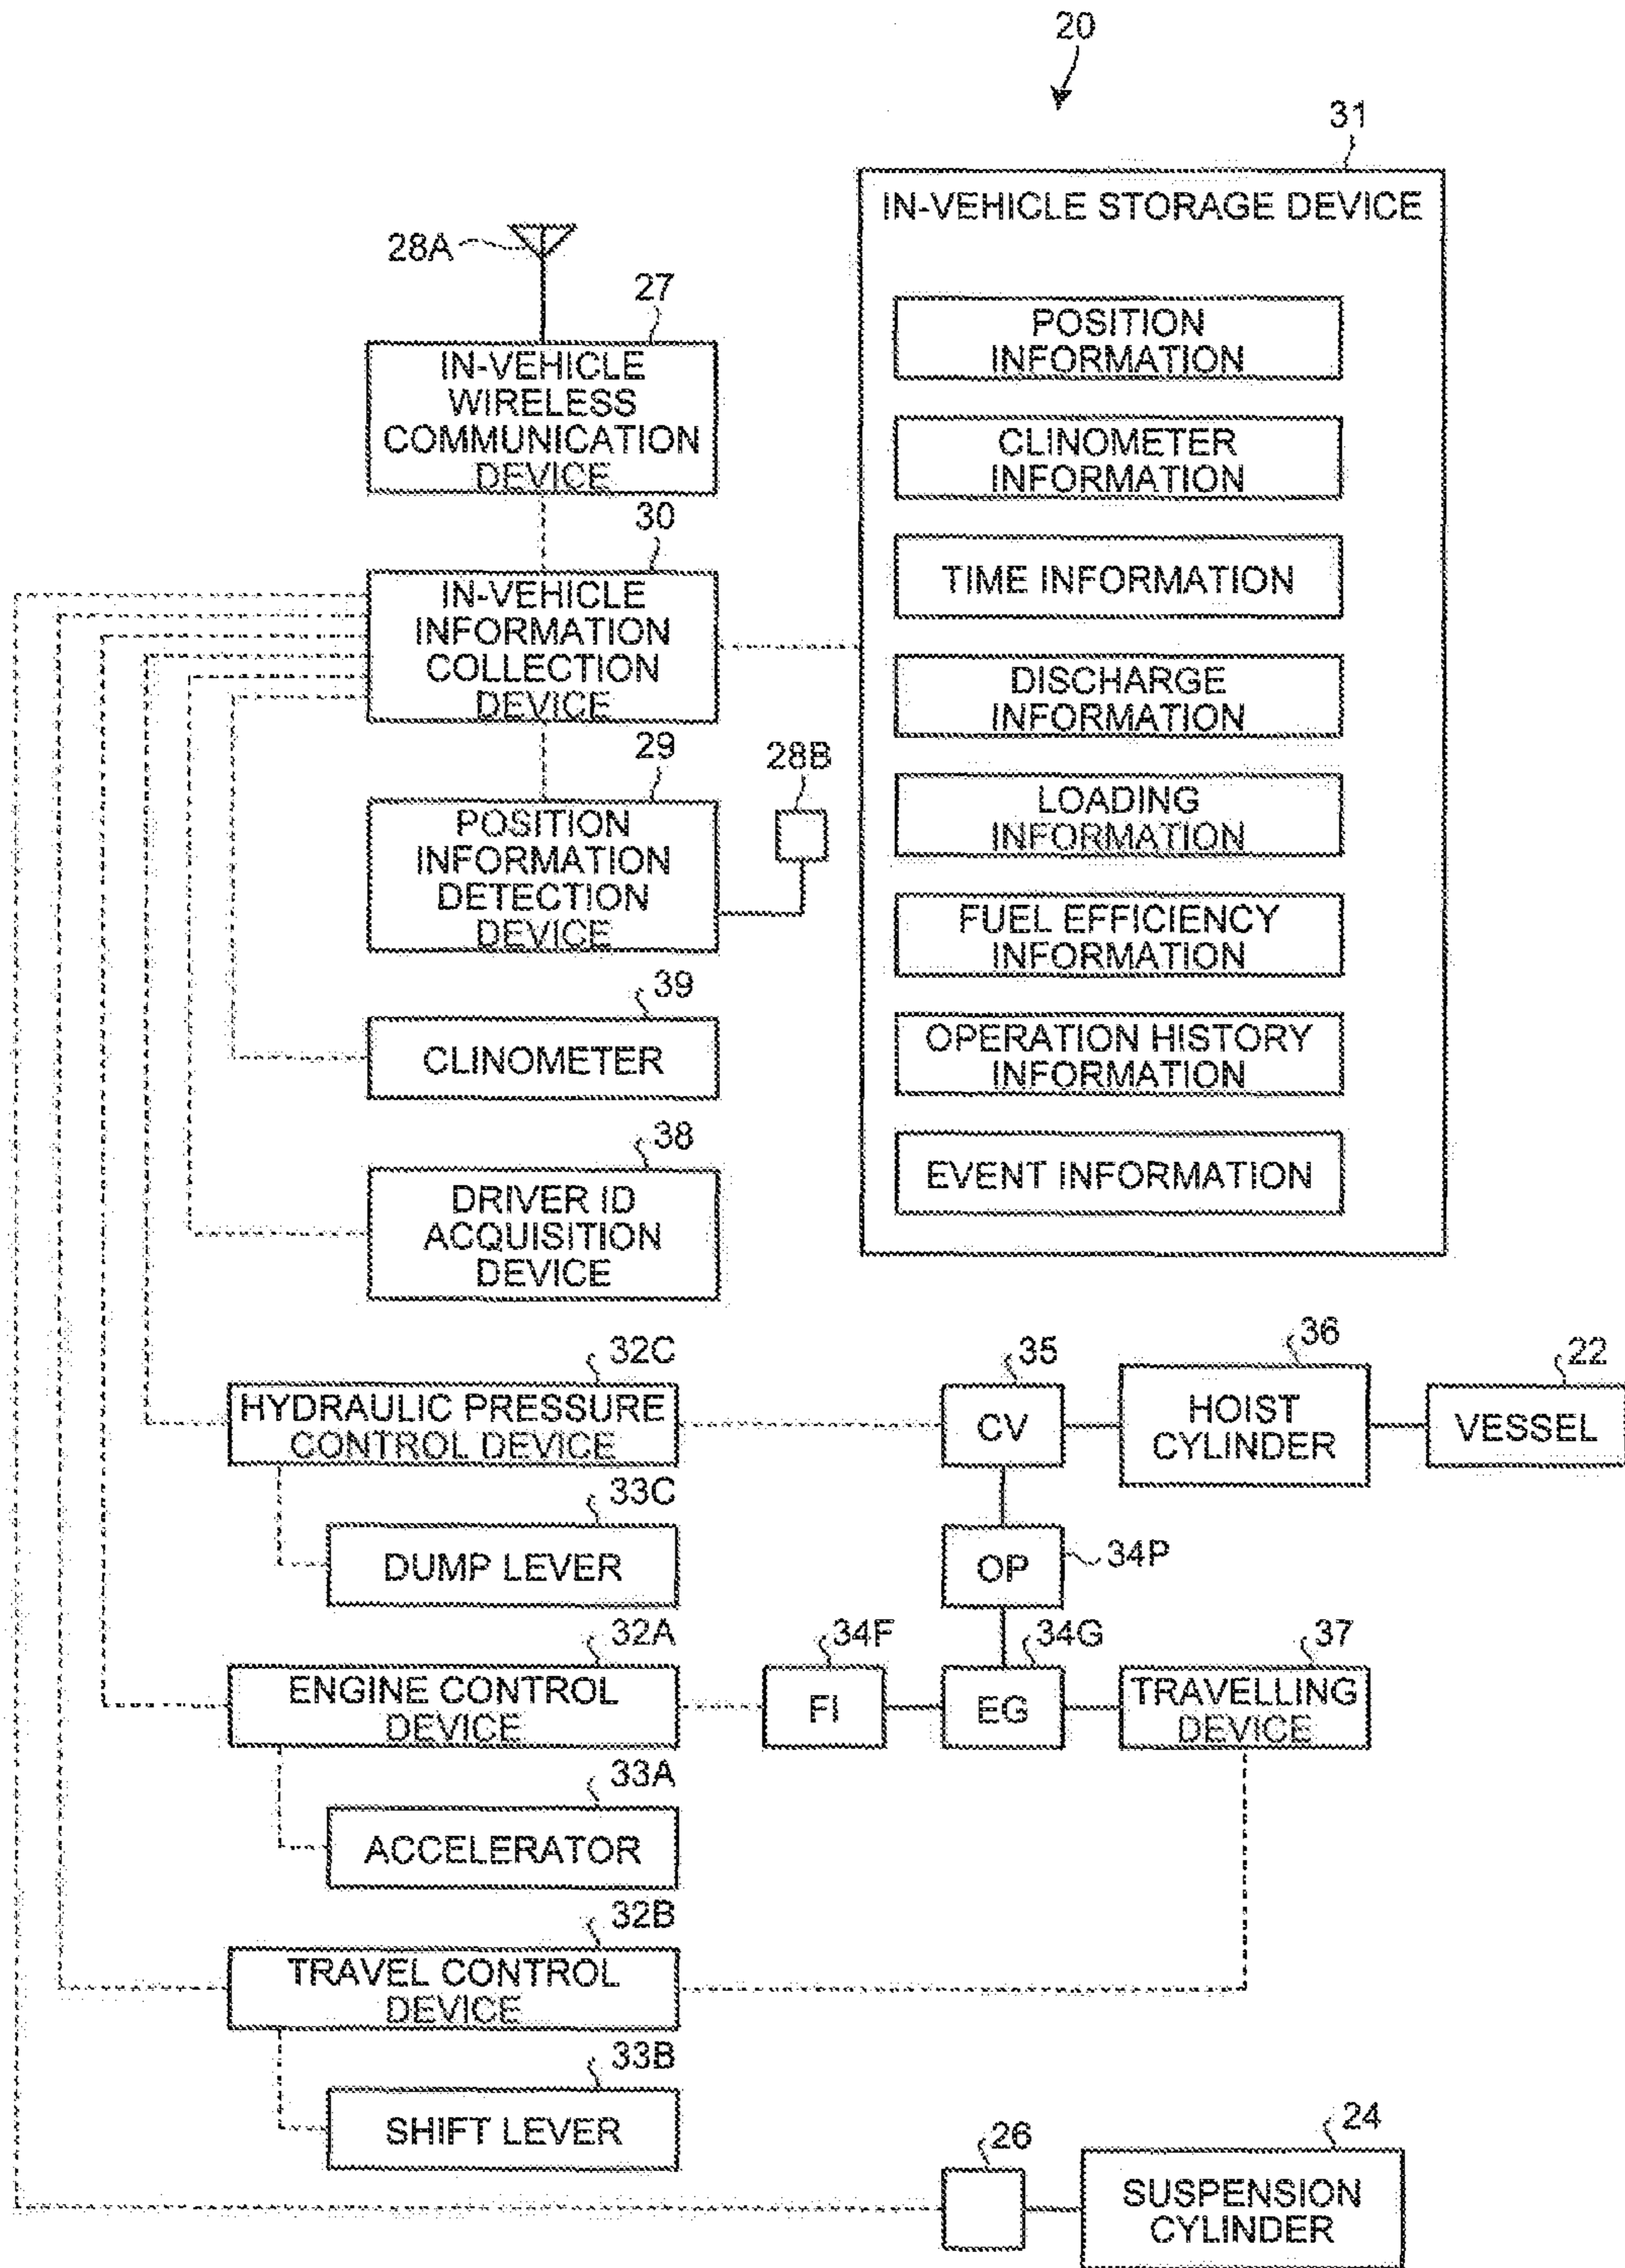 20
31
IN-VEHICLE STORAGE DEVICE
28A
27
IN-VEHICLE
WIRELESS
COMMUNICATION
DEVICE
30
IN-VEHICLE
INFORMATION
COLLECTION
DEVICE
29
28B
POSITION
INFORMATION
DETECTION
DEVICE
39
CLINOMETER
38
DRIVER ID
ACQUISITION
DEVICE
POSITION
INFORMATION
CLINOMETER
INFORMATION
TIME INFORMATION
DISCHARGE
INFORMATION
LOADING
INFORMATION
FUEL EFFICIENCY
INFORMATION
OPERATION HISTORY
INFORMATION
EVENT INFORMATION
32C
HYDRAULIC PRESSURE
CONTROL DEVICE
35
CV
36
HOIST
CYLINDER
22
VESSEL
33C
DUMP LEVER
OP
34P
32A
ENGINE CONTROL
DEVICE
34F
FI
34G
EG
37
TRAVELLING
DEVICE
33A
ACCELERATOR
32B
TRAVEL CONTROL
DEVICE
33B
SHIFT LEVER
26
24
SUSPENSION
CYLINDER